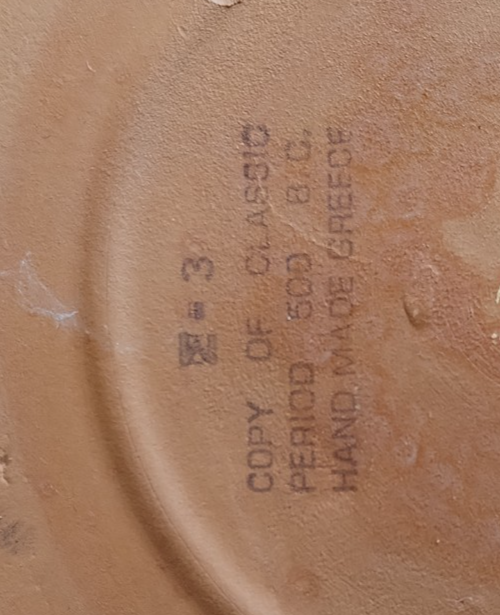 - 3
COPY OF CLASSIC
PERIOD 500 B.C.
HAND MADE GREECE